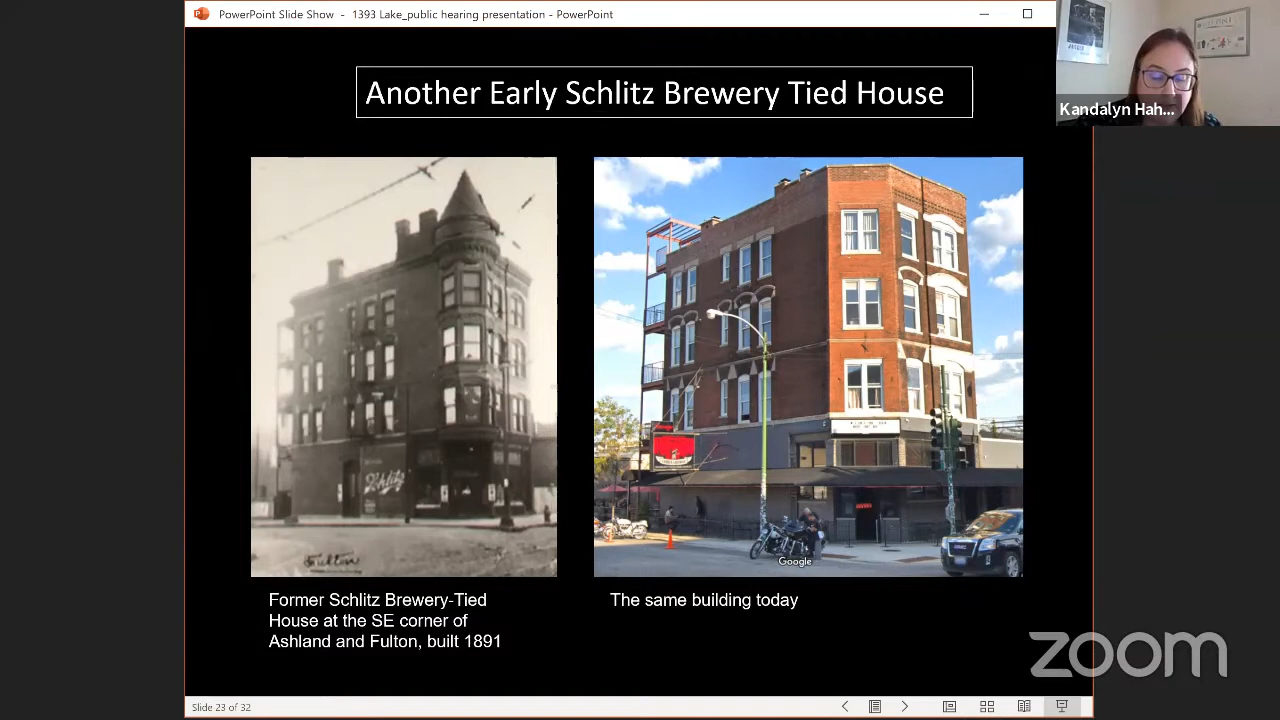 PowerPoint Slide Show - 1393 Lake_public hearing presentation - PowerPoint
Kandalyn Hah...
Another Early Schlitz Brewery Tied House
Schlitz
Fulton
Google
Former Schlitz Brewery-Tied
House at the SE corner of
Ashland and Fulton, built 1891
The same building today
zoom
Slide 23 of 32